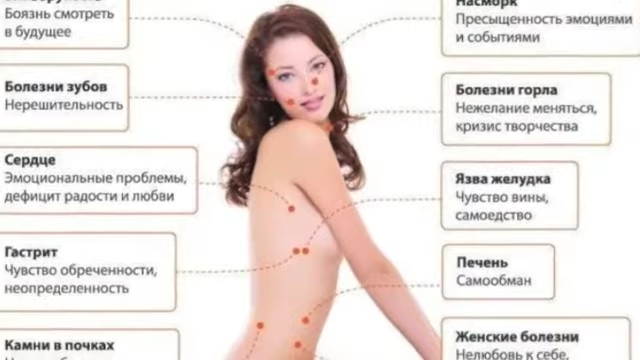 Боязнь смотреть
в будущее
Болезни зубов
Нерешительность
Сердце
Эмоциональные проблемы,
дефицит радости и любви
Гастрит
Чувство обреченности,
неопределенность
Камни в почках
Насморк
Пресыщенность эмоциями
и событиями
Болезни горла
Нежелание меняться,
кризис творчества
Язва желудка
Чувство вины,
самоедство
Печень
Самообман
Женские болезни
Нелюбовь к себе,